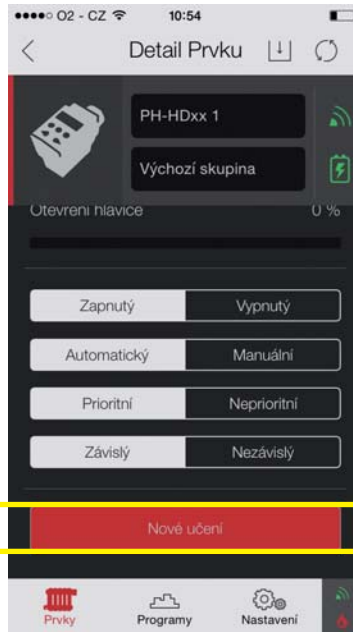 O2 - CZ 10:54
Detail Prvku
PH-HDxx 1
Výchozí skupina
Otevření hlavice 0 %
Zapnutý Vypnutý
Automatický Manuální
Prioritní Neprioritní
Závislý Nezávislý
Nové učení
Prvky Programy Nastavení